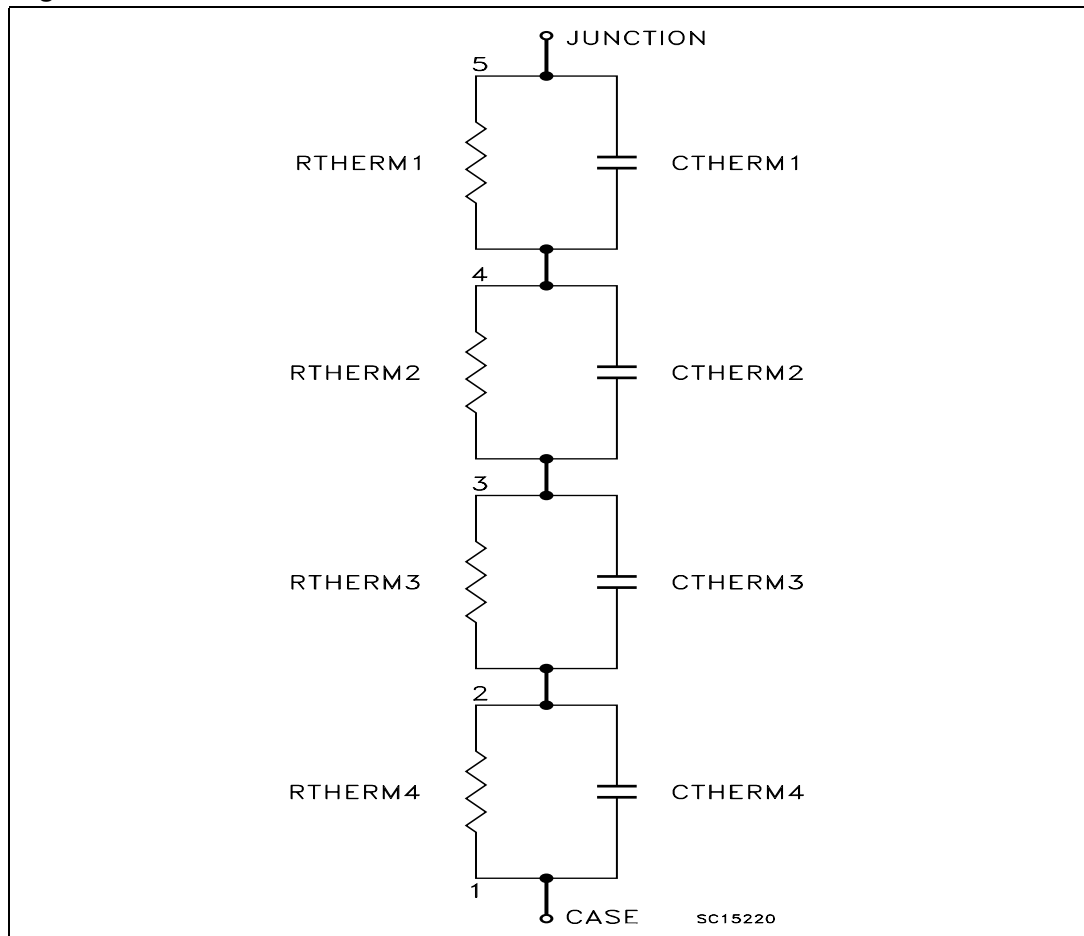 JUNCTION
5
RTHERM1 CTHERM1
4
RTHERM2 CTHERM2
3
RTHERM3 CTHERM3
2
RTHERM4 CTHERM4
1
CASE SC15220